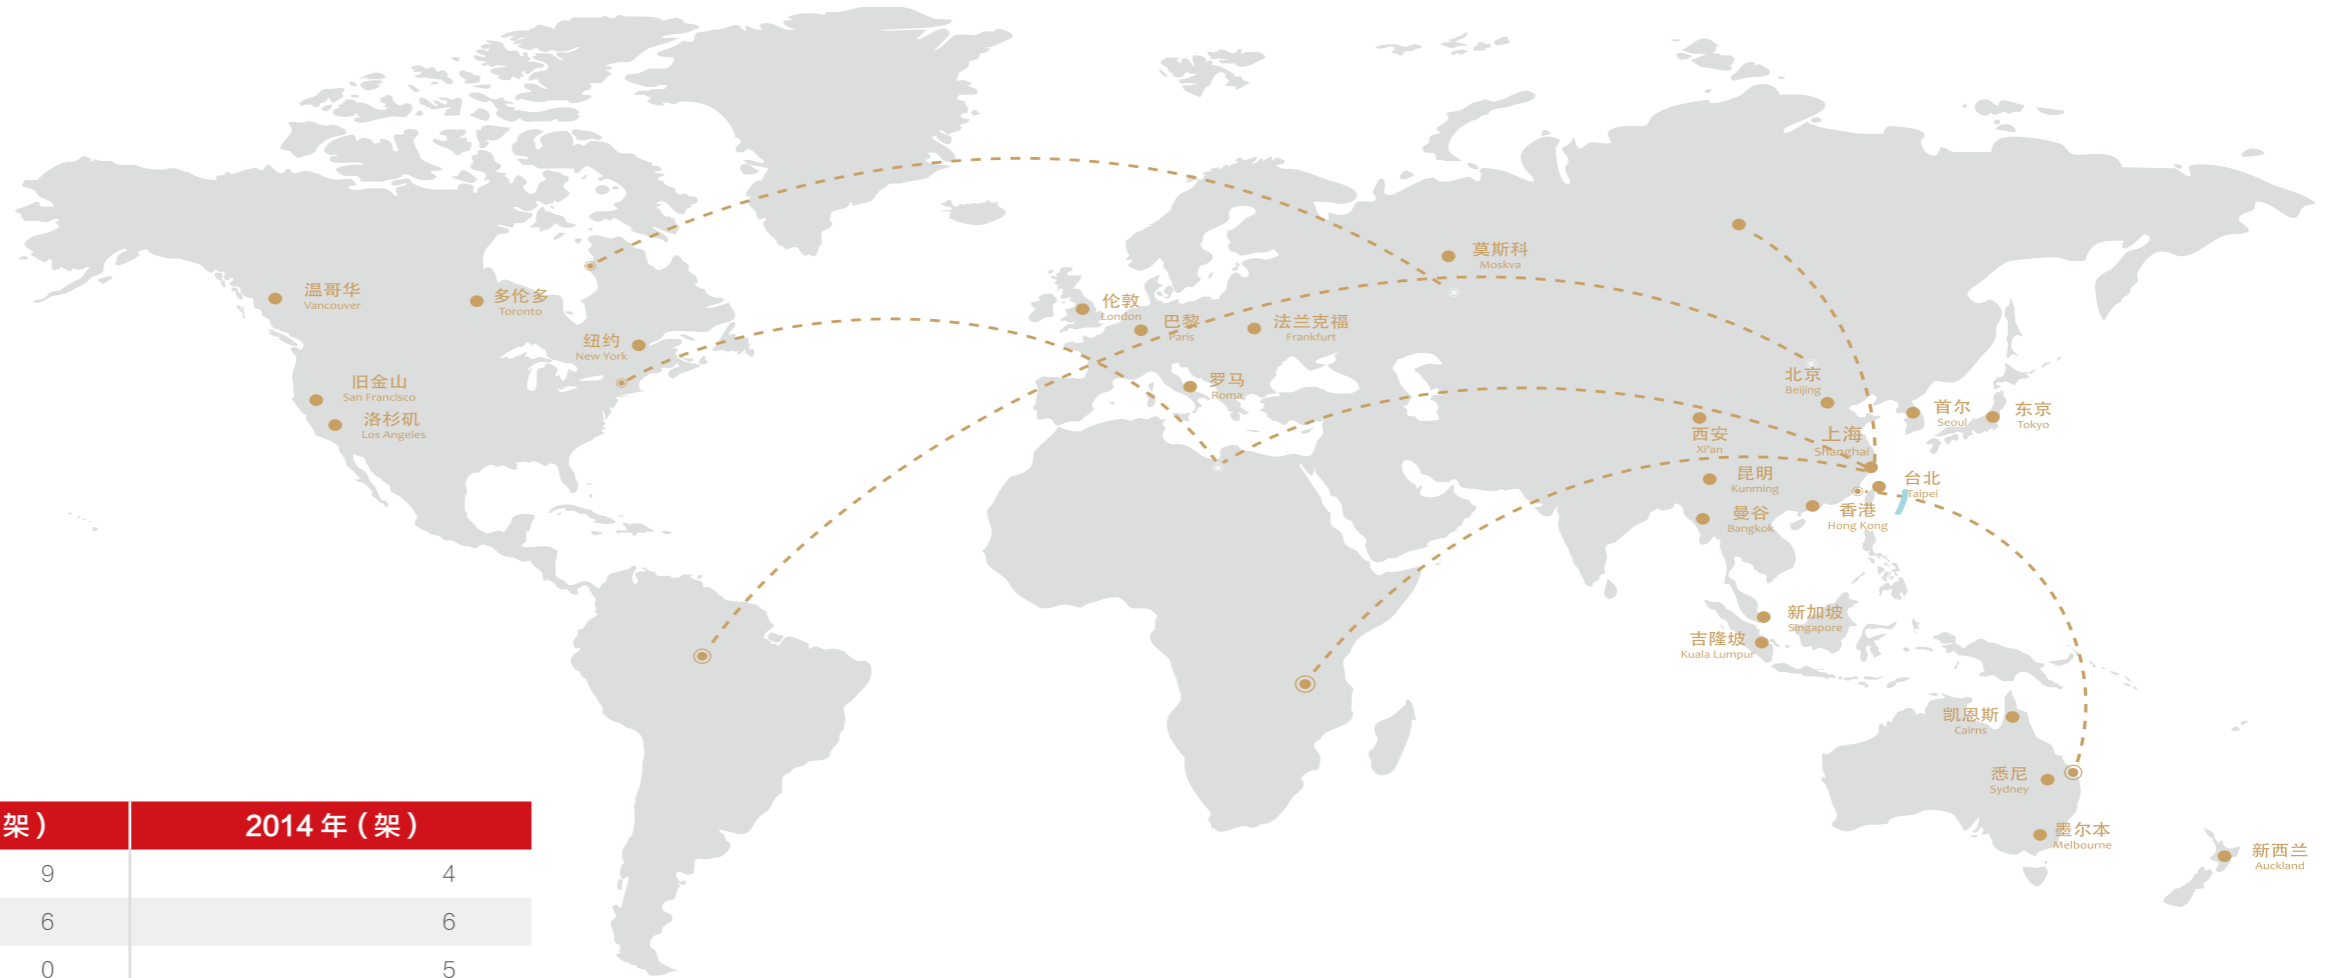 莫斯科
Moskva
温哥华
Vancouver
多伦多
Toronto
伦敦
London
巴黎
Paris
法兰克福
Frankfurt
纽约
New York
旧金山
San Francisco
洛杉矶
Los Angeles
罗马
Roma
北京
Beijing
首尔
Seoul
东京
Tokyo
西安
Xi'an
上海
Shanghai
昆明
Kunming
台北
Taipei
曼谷
Bangkok
香港
Hong Kong
新加坡
Singapore
吉隆坡
Kuala Lumpur
凯恩斯
Cairns
悉尼
Sydney
墨尔本
Melbourne
新西兰
Auckland
架） 2014 年（架）
9 4
6 6
0 5